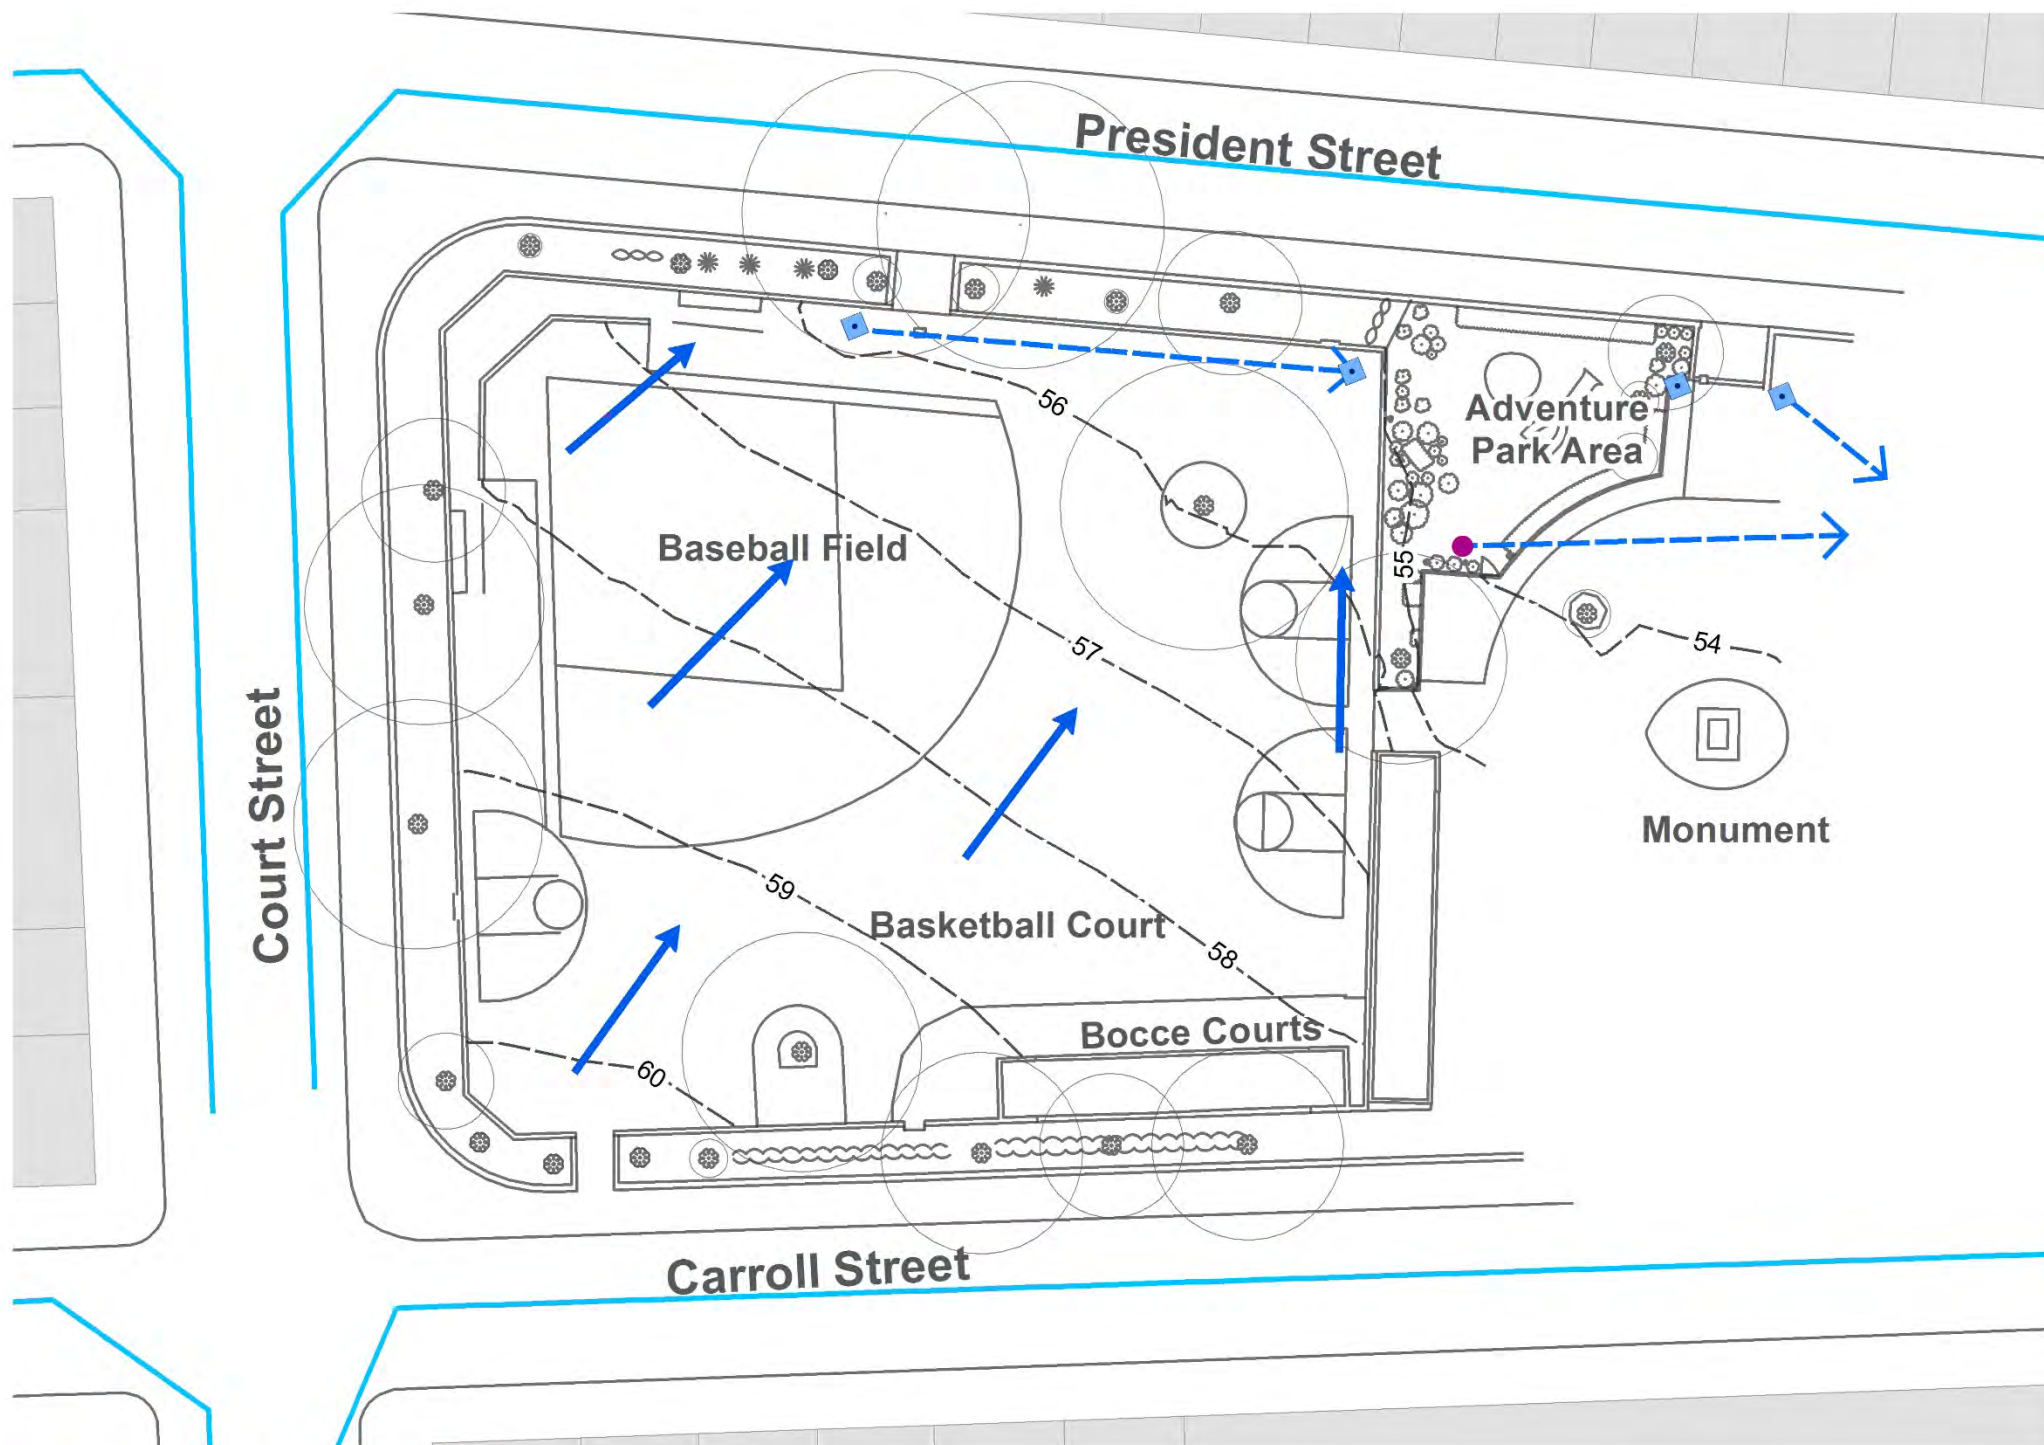 President Street
56
Adventure
Park Area
Baseball Field
55
57
54
Court Street
Monument
59
Basketball Court
58
Bocce Courts
60
Carroll Street